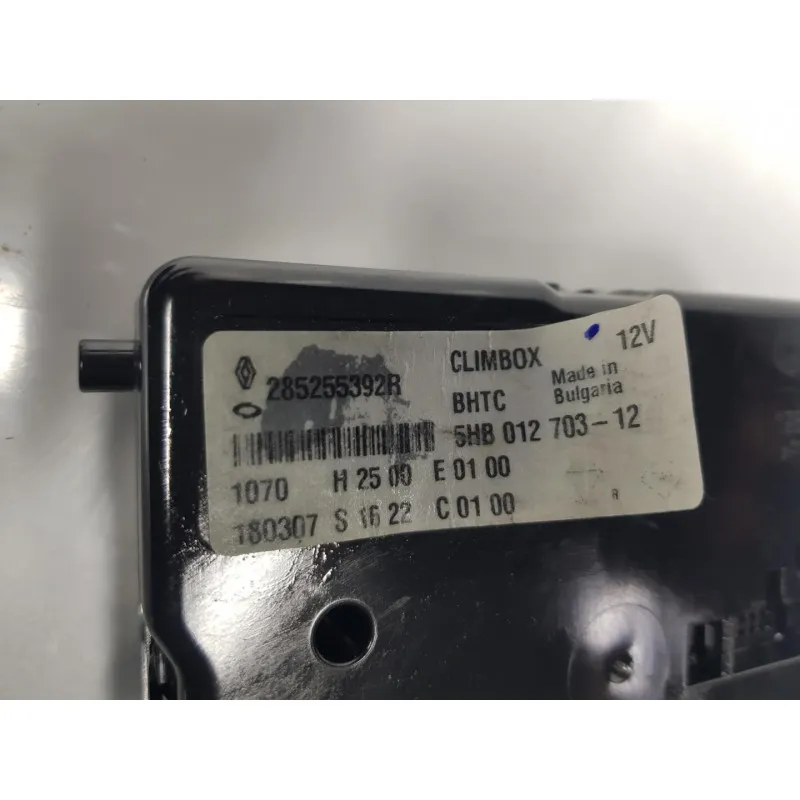 285255392R CLIMBOX 12V
BHTC Made in
Bulgaria
5HB 012 703-12
1070 H 25 00 E 01 00
180307 S 16 22 C 01 00
R